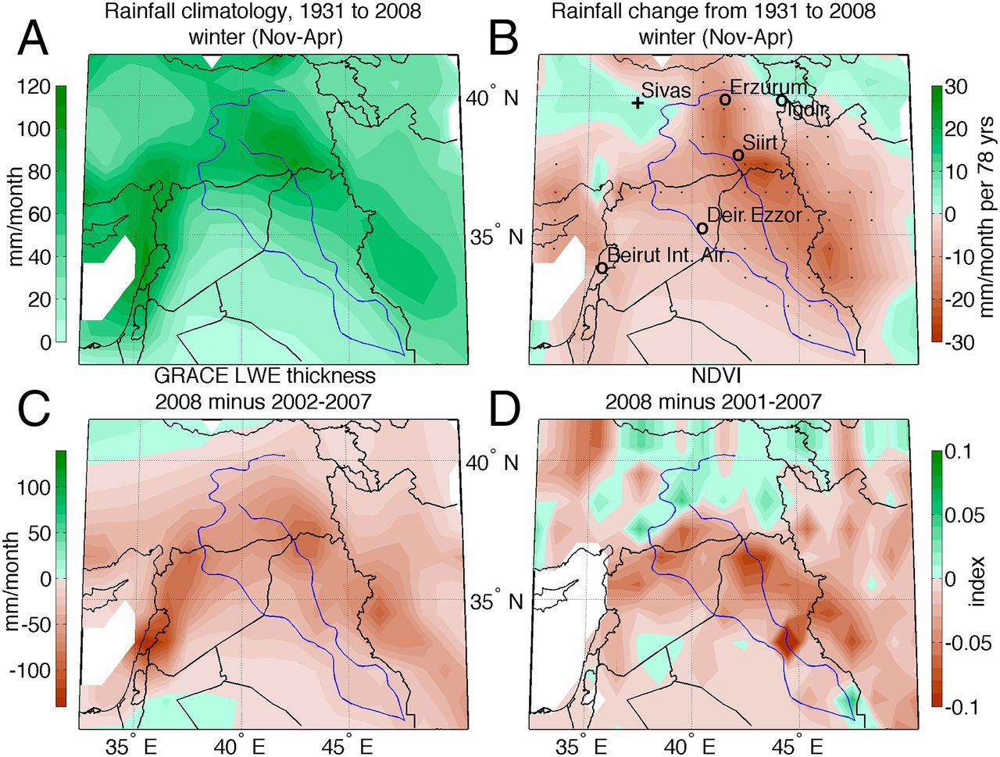 A
Rainfall climatology, 1931 to 2008
winter (Nov-Apr)
120
100
80
60
40
20
0
mm/month
B
Rainfall change from 1931 to 2008
winter (Nov-Apr)
40° N
35° N
Sivas
Erzurum
Igdir
Siirt
Deir Ezzor
Beirut Int. Air
30
20
10
0
-10
-20
-30
mm/month per 78 yrs
C
GRACE LWE thickness
2008 minus 2002-2007
100
50
0
-50
-100
mm/month
35° E
40° E
45° E
D
NDVI
2008 minus 2001-2007
40° N
35° N
35° E
40° E
45° E
0.1
0.05
0
-0.05
-0.1
index